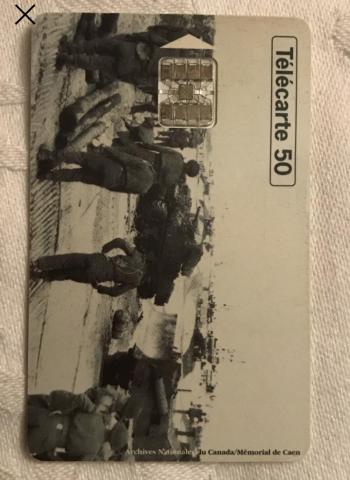 Télécarte 50
Archives Nationales du Canada/Mémorial de Caen